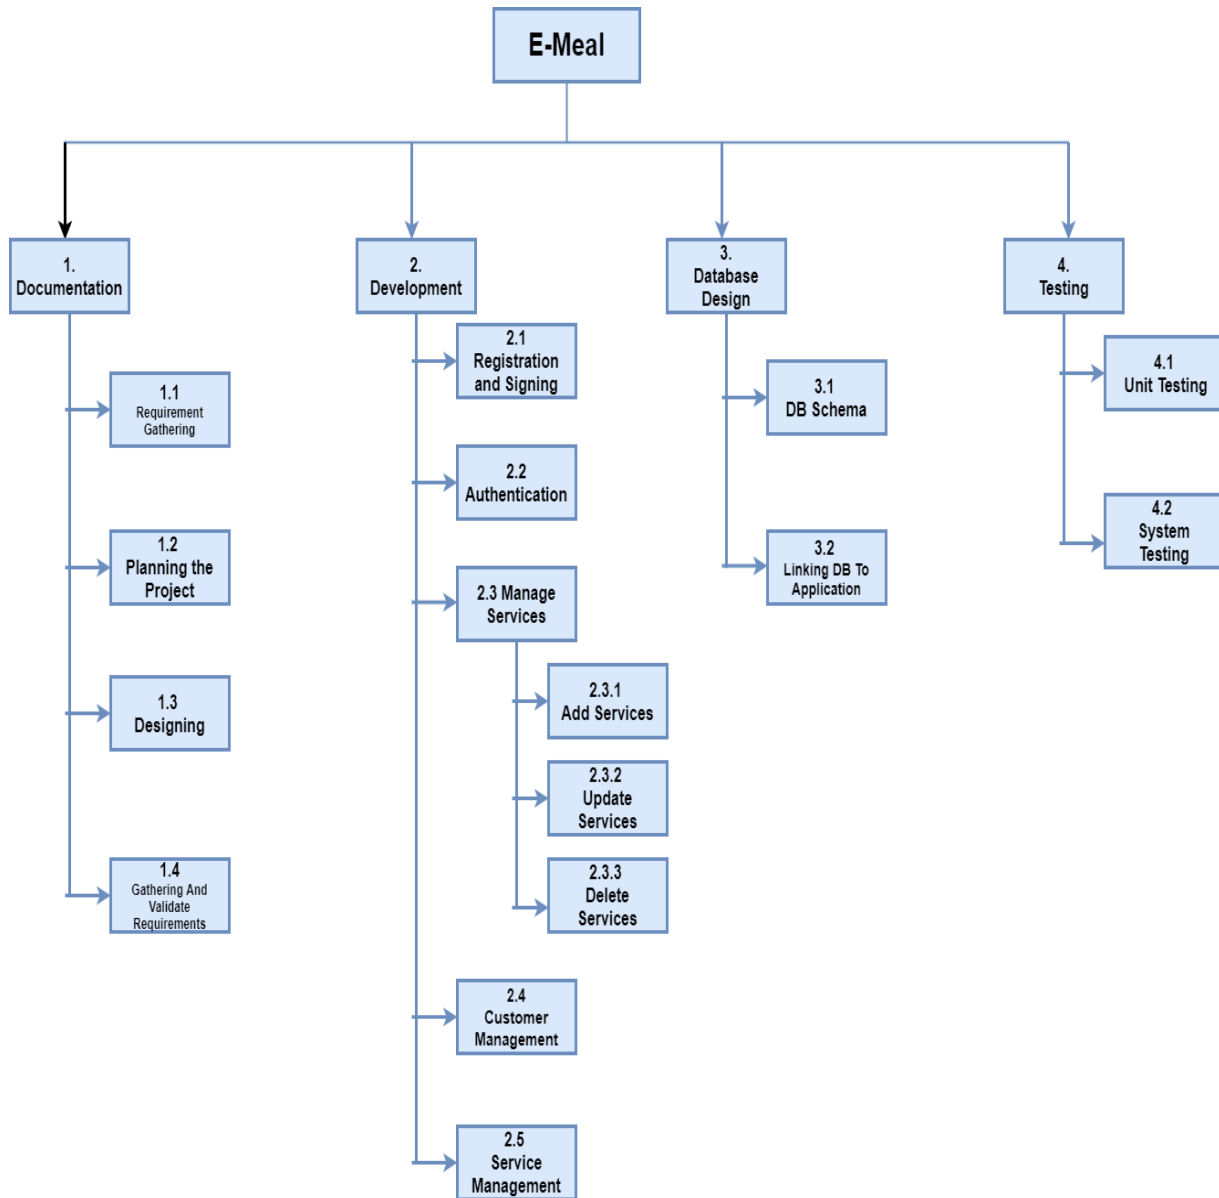 E-Meal
1.
Documentation
1.1
Requirement
Gathering
1.2
Planning the
Project
1.3
Designing
1.4
Gathering And
Validate
Requirements
2.
Development
2.1
Registration
and Signing
2.2
Authentication
2.3 Manage
Services
2.3.1
Add Services
2.3.2
Update
Services
2.3.3
Delete
Services
2.4
Customer
Management
2.5
Service
Management
3.
Database
Design
3.1
DB Schema
3.2
Linking DB To
Application
4.
Testing
4.1
Unit Testing
4.2
System
Testing